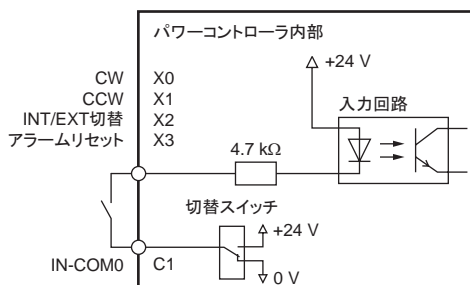 パワーコントローラ内部
+24 V
CW X0
CCW X1
INT/EXT切替 X2
アラームリセット X3
入力回路
4.7 kΩ
切替スイッチ
+24 V
IN-COM0 C1
0 V